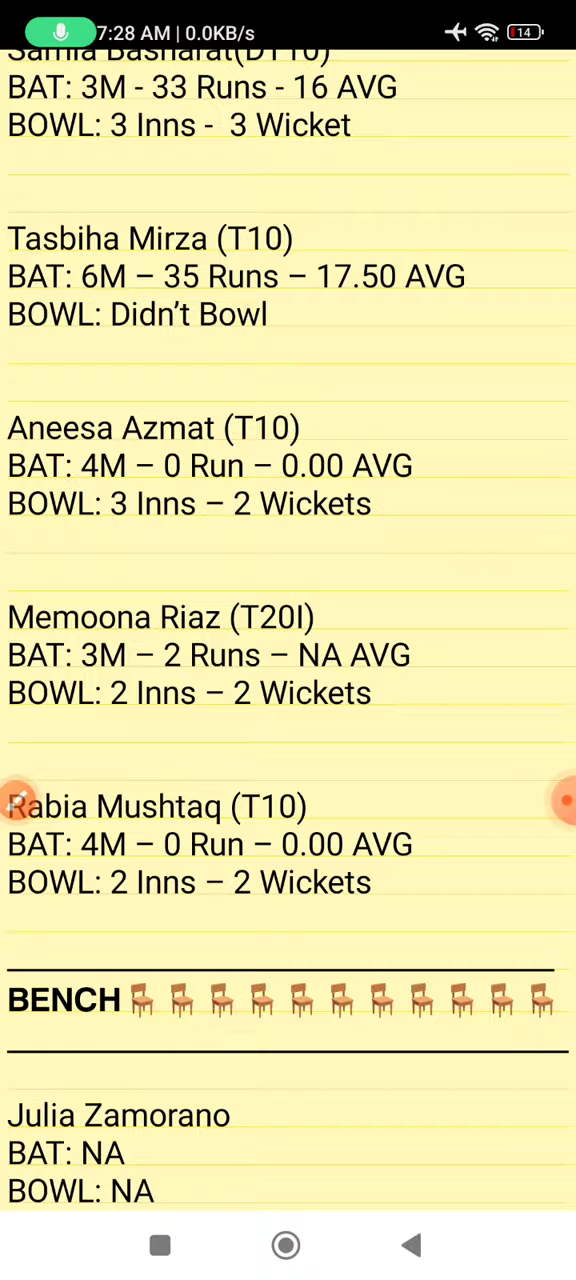 7:28 AM | 0.0KB/s
14
Samia Basharat(DT10)
BAT: 3M - 33 Runs - 16 AVG
BOWL: 3 Inns -  3 Wicket
Tasbiha Mirza (T10)
BAT: 6M – 35 Runs – 17.50 AVG
BOWL: Didn’t Bowl
Aneesa Azmat (T10)
BAT: 4M – 0 Run – 0.00 AVG
BOWL: 3 Inns – 2 Wickets
Memoona Riaz (T20I)
BAT: 3M – 2 Runs – NA AVG
BOWL: 2 Inns – 2 Wickets
Rabia Mushtaq (T10)
BAT: 4M – 0 Run – 0.00 AVG
BOWL: 2 Inns – 2 Wickets
BENCH🪑🪑🪑🪑🪑🪑🪑🪑🪑🪑🪑
Julia Zamorano
BAT: NA
BOWL: NA